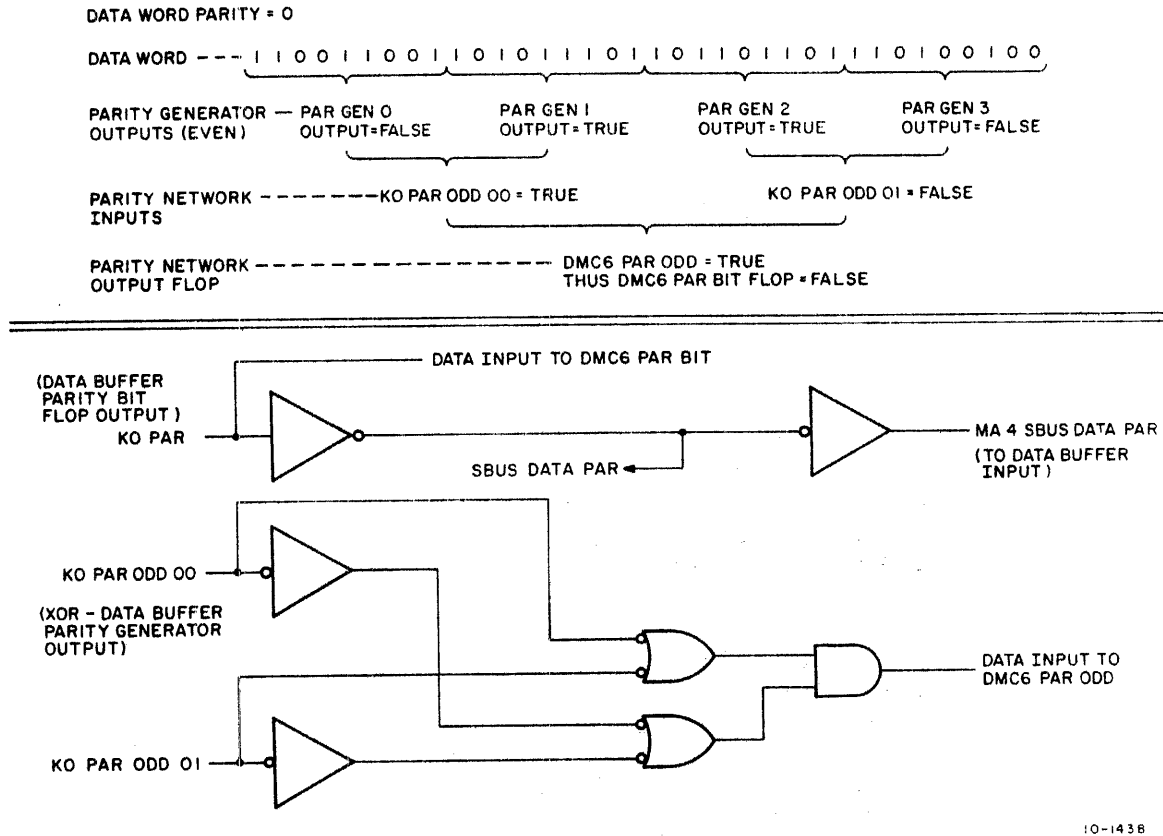 DATA WORD PARITY = 0
DATA WORD --- 1 1 0 0 1 1 0 0 1 1 0 1 0 1 1 1 0 1 1 0 1 1 0 1 1 0 1 1 1 0 1 0 0 1 0 0
PARITY GENERATOR — PAR GEN 0 PAR GEN 1 PAR GEN 2 PAR GEN 3
OUTPUTS (EVEN) OUTPUT=FALSE OUTPUT=TRUE OUTPUT=TRUE OUTPUT=FALSE
PARITY NETWORK ------- KO PAR ODD 00 = TRUE KO PAR ODD 01 = FALSE
INPUTS
PARITY NETWORK ------------- DMC6 PAR ODD = TRUE
OUTPUT FLOP THUS DMC6 PAR BIT FLOP = FALSE
DATA INPUT TO DMC6 PAR BIT
(DATA BUFFER
PARITY BIT
FLOP OUTPUT)
KO PAR
MA 4 SBUS DATA PAR
(TO DATA BUFFER
INPUT)
SBUS DATA PAR
KO PAR ODD 00
(XOR - DATA BUFFER
PARITY GENERATOR
OUTPUT)
DATA INPUT TO
DMC6 PAR ODD
KO PAR ODD 01
10-1438